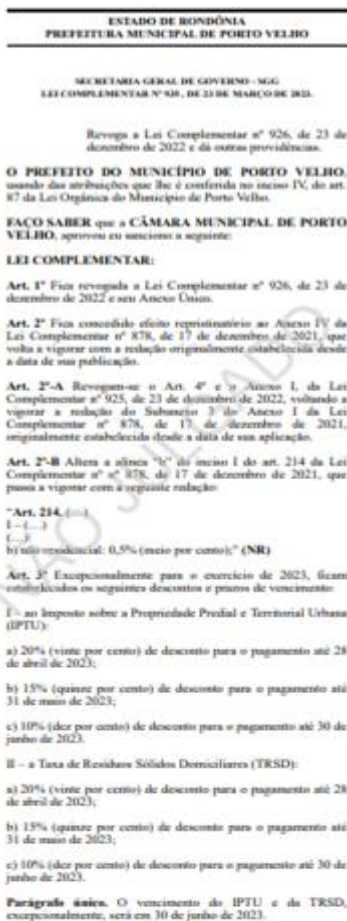 ESTADO DE RONDÔNIA
PREFEITURA MUNICIPAL DE PORTO VELHO
SECRETARIA GERAL DE GOVERNO - SGG
LEI COMPLEMENTAR Nº 935, DE 23 DE MARÇO DE 2023.
Revoga a Lei Complementar nº 926, de 23 de
dezembro de 2022 e dá outras providências.
O PREFEITO DO MUNICÍPIO DE PORTO VELHO,
usando das atribuições que lhe é conferida no inciso IV, do art.
87 da Lei Orgânica do Município de Porto Velho.
FAÇO SABER que a CÂMARA MUNICIPAL DE PORTO
VELHO, aprovou eu sanciono a seguinte:
LEI COMPLEMENTAR:
Art. 1º Fica revogada a Lei Complementar nº 926, de 23 de
dezembro de 2022 e seu Anexo Único.
Art. 2º Fica concedido efeito repristinatório ao Anexo IV da
Lei Complementar nº 878, de 17 de dezembro de 2021, que
volta a vigorar com a redação originalmente estabelecida desde
a data de sua publicação.
Art. 2º-A Revogam-se o Art. 4º e o Anexo I, da Lei
Complementar nº 925, de 23 de dezembro de 2022, voltando a
vigorar a redação do Subanexo 3 do Anexo I da Lei
Complementar nº 878, de 17 de dezembro de 2021,
originalmente estabelecida desde a data de sua aplicação.
Art. 2º-B Altera a alínea "b" do inciso I do art. 214 da Lei
Complementar nº nº 878, de 17 de dezembro de 2021, que
passa a vigorar com a seguinte redação:
"Art. 214. (...)
I – (...)
(...)
b) não residencial: 0,5% (meio por cento);" (NR)
Art. 3º Excepcionalmente para o exercício de 2023, ficam
estabelecidos os seguintes descontos e prazos de vencimento:
I – ao Imposto sobre a Propriedade Predial e Territorial Urbana
(IPTU):
a) 20% (vinte por cento) de desconto para o pagamento até 28
de abril de 2023;
b) 15% (quinze por cento) de desconto para o pagamento até
31 de maio de 2023;
c) 10% (dez por cento) de desconto para o pagamento até 30 de
junho de 2023.
II – a Taxa de Resíduos Sólidos Domiciliares (TRSD):
a) 20% (vinte por cento) de desconto para o pagamento até 28
de abril de 2023;
b) 15% (quinze por cento) de desconto para o pagamento até
31 de maio de 2023;
c) 10% (dez por cento) de desconto para o pagamento até 30 de
junho de 2023.
Parágrafo único. O vencimento do IPTU e da TRSD,
excepcionalmente, será em 30 de junho de 2023.